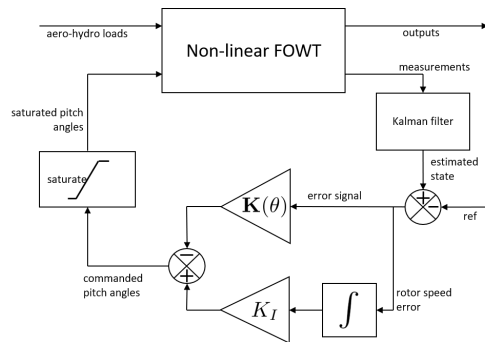 aero-hydro loads
Non-linear FOWT
outputs
measurements
saturated pitch
angles
Kalman filter
saturate
estimated
state
K(θ)
error signal
+
−
ref
−
+
commanded
pitch angles
K_I
∫
rotor speed
error